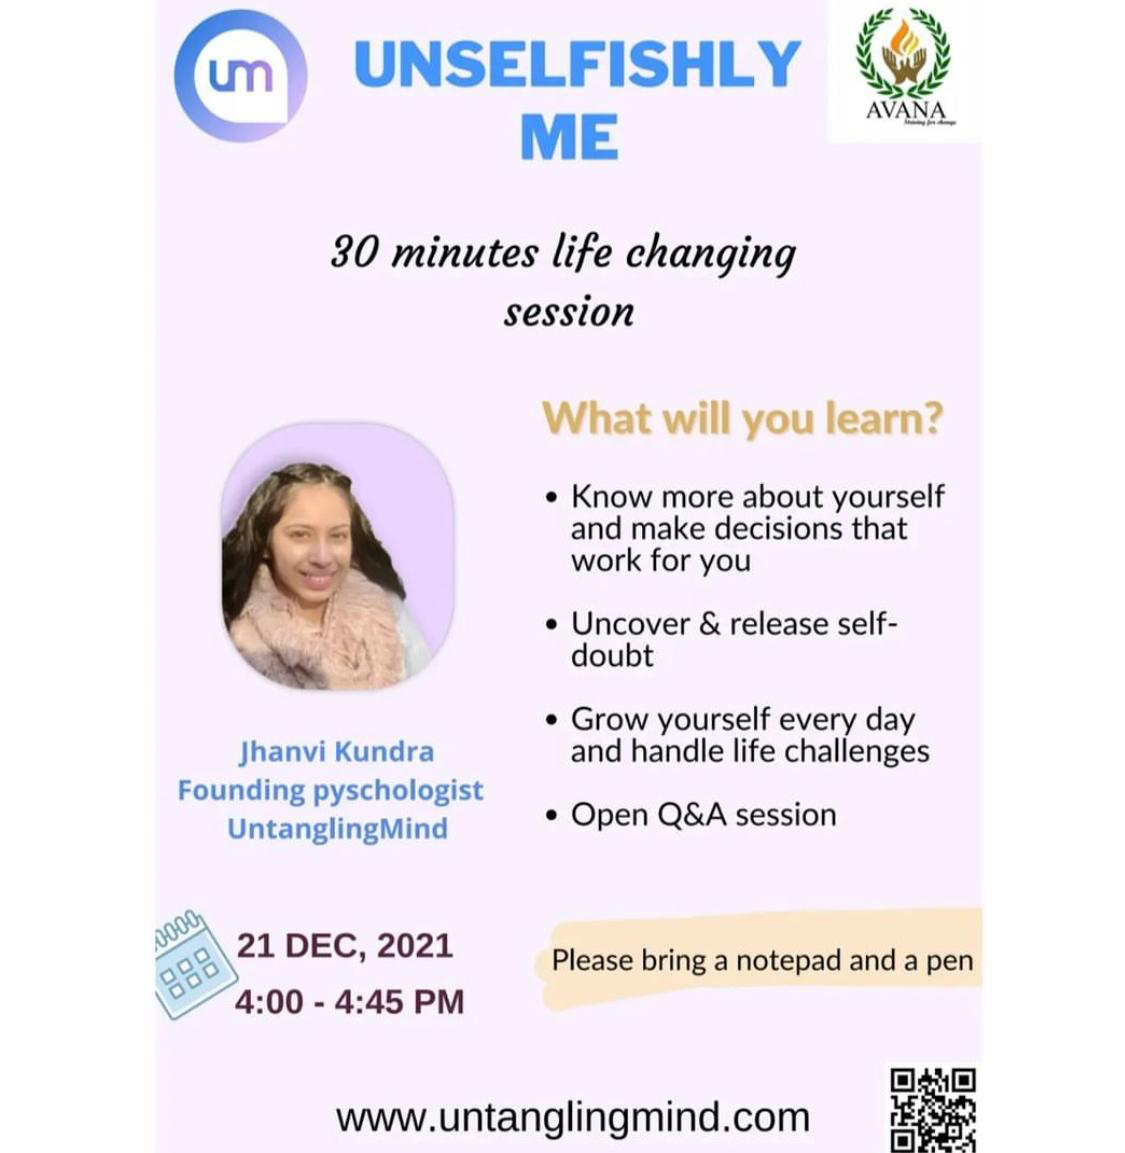 um
UNSELFISHLY
ME
AVANA
Striving for change
30 minutes life changing
session
What will you learn?
• Know more about yourself
and make decisions that
work for you
• Uncover & release self-
doubt
• Grow yourself every day
and handle life challenges
• Open Q&A session
Jhanvi Kundra
Founding pyschologist
UntanglingMind
21 DEC, 2021
4:00 - 4:45 PM
Please bring a notepad and a pen
www.untanglingmind.com